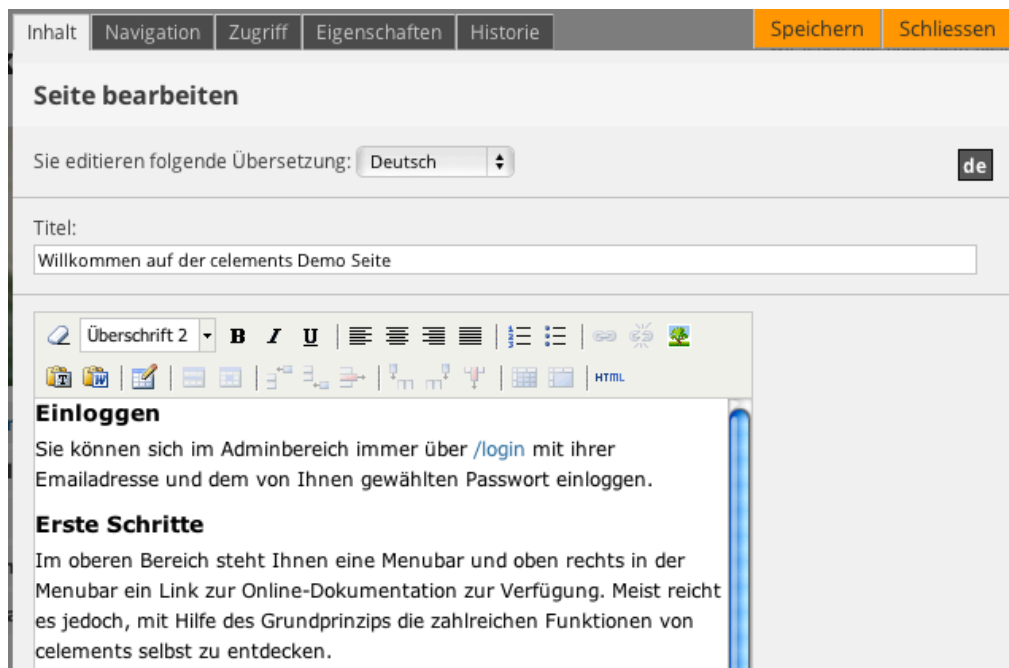 Inhalt Navigation Zugriff Eigenschaften Historie Speichern Schliessen
Seite bearbeiten
Sie editieren folgende Übersetzung: Deutsch de
Titel:
Willkommen auf der celements Demo Seite
Überschrift 2 B I U
T W HTML
Einloggen
Sie können sich im Adminbereich immer über /login mit ihrer
Emailadresse und dem von Ihnen gewählten Passwort einloggen.
Erste Schritte
Im oberen Bereich steht Ihnen eine Menubar und oben rechts in der
Menubar ein Link zur Online-Dokumentation zur Verfügung. Meist reicht
es jedoch, mit Hilfe des Grundprinzips die zahlreichen Funktionen von
celements selbst zu entdecken.